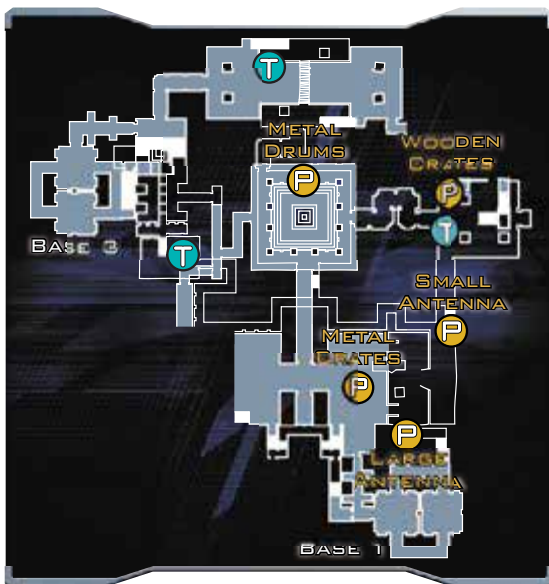 T
METAL
DRUMS
P
WOODEN
CRATES
P
T
BASE 3
T
SMALL
ANTENNA
P
METAL
CRATES
P
P
LARGE
ANTENNA
BASE 1